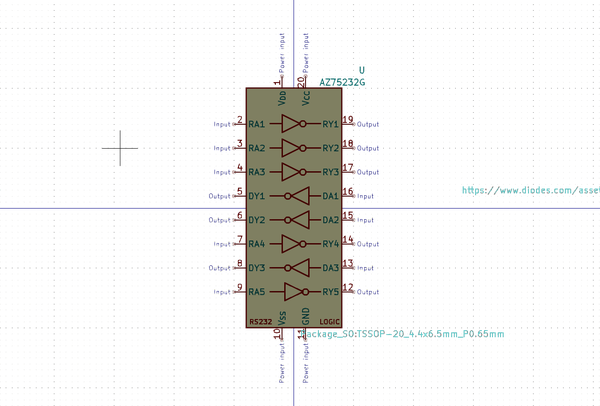 Power input
Power input
U
AZ75232G
1
20
VDD
VCC
2 RA1 RY1 19
Input Output
3 RA2 RY2 18
Input Output
4 RA3 RY3 17
Input Output
5 DY1 DA1 16
Output Input
https://www.diodes.com/asse
6 DY2 DA2 15
Output Input
7 RA4 RY4 14
Input Output
8 DY3 DA3 13
Output Input
9 RA5 RY5 12
Input Output
VSS
GND
RS232 LOGIC
10
11
Package_SO:TSSOP-20_4.4x6.5mm_P0.65mm
Power input
Power input